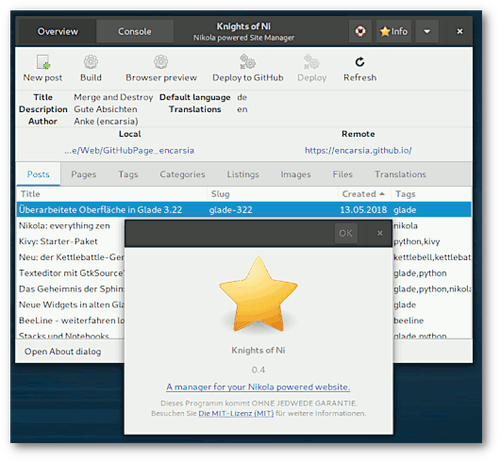 Overview Console Knights of Ni Info
Nikola powered Site Manager
New post Build Browser preview Deploy to GitHub Deploy Refresh
Title Merge and Destroy Default language de
Description Gute Absichten Translations en
Author Anke (encarsia)
Local Remote
...e/Web/GitHubPage_encarsia https://encarsia.github.io/
Posts Pages Tags Categories Listings Images Files Translations
Title Slug Created Tags
Überarbeitete Oberfläche in Glade 3.22 glade-322 13.05.2018 glade
Nikola: everything zen nikola
Kivy: Starter-Paket python,kivy
Neu: der Kettlebattle-Ger kettlebell,kettlebat
Texteditor mit GtkSource glade,python
Das Geheimnis der Sphin glade,python,nikola
Neue Widgets in alten Gla glade
BeeLine - weiterfahren lo beeline
Stacks und Notebooks glade,python
Open About dialog
OK
Knights of Ni
0.4
A manager for your Nikola powered website.
Dieses Programm kommt OHNE JEDWEDE GARANTIE.
Besuchen Sie Die MIT-Lizenz (MIT) für weitere Informationen.